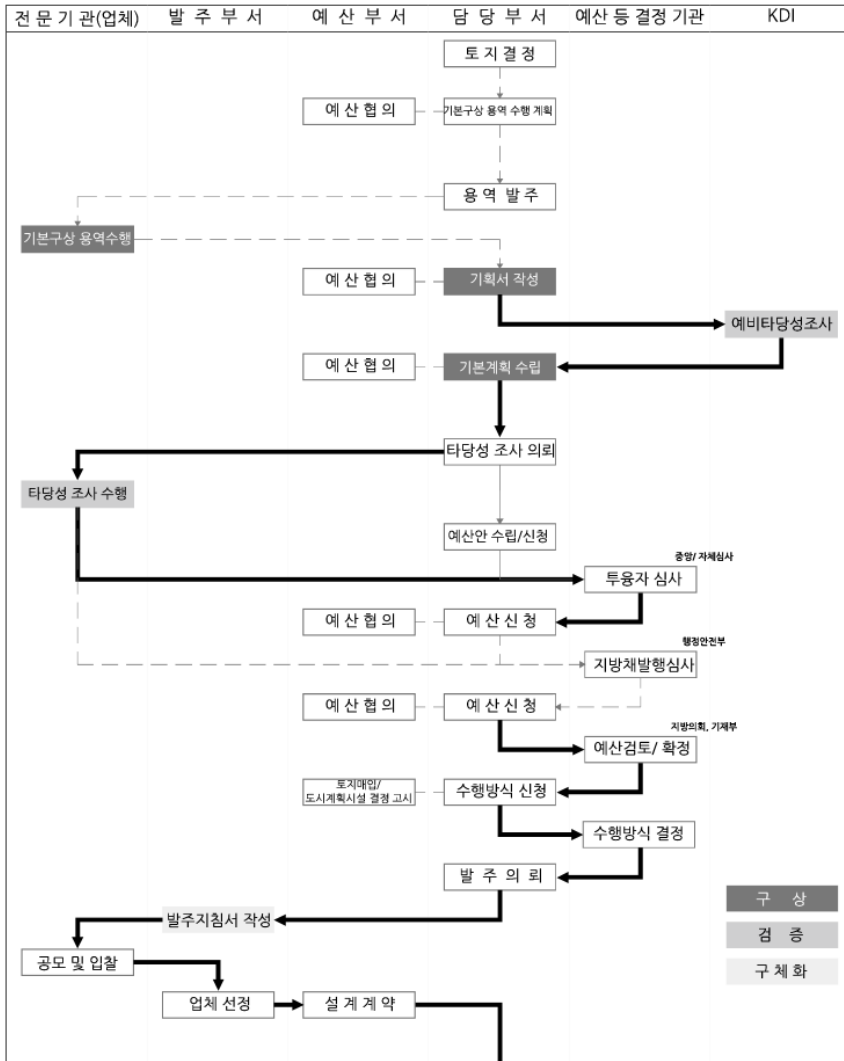 전 문 기 관(업체) 발 주 부 서 예 산 부 서 담 당 부 서 예산 등 결정 기관 KDI
토 지 결 정
예 산 협 의 기본구상 용역 수행 계획
용 역 발 주
기본구상 용역수행
예 산 협 의 기획서 작성
예비타당성조사
예 산 협 의 기본계획 수립
타당성 조사 의뢰
타당성 조사 수행
예산안 수립/신청
중앙/ 자체심사
투융자 심사
예 산 협 의 예 산 신 청
행정안전부
지방채발행심사
예 산 협 의 예 산 신 청
지방의회, 기재부
예산검토/ 확정
토지매입/
도시계획시설 결정 고시
수행방식 신청
수행방식 결정
발 주 의 뢰
구 상
발주지침서 작성
검 증
공모 및 입찰
구 체 화
업체 선정 설 계 계 약